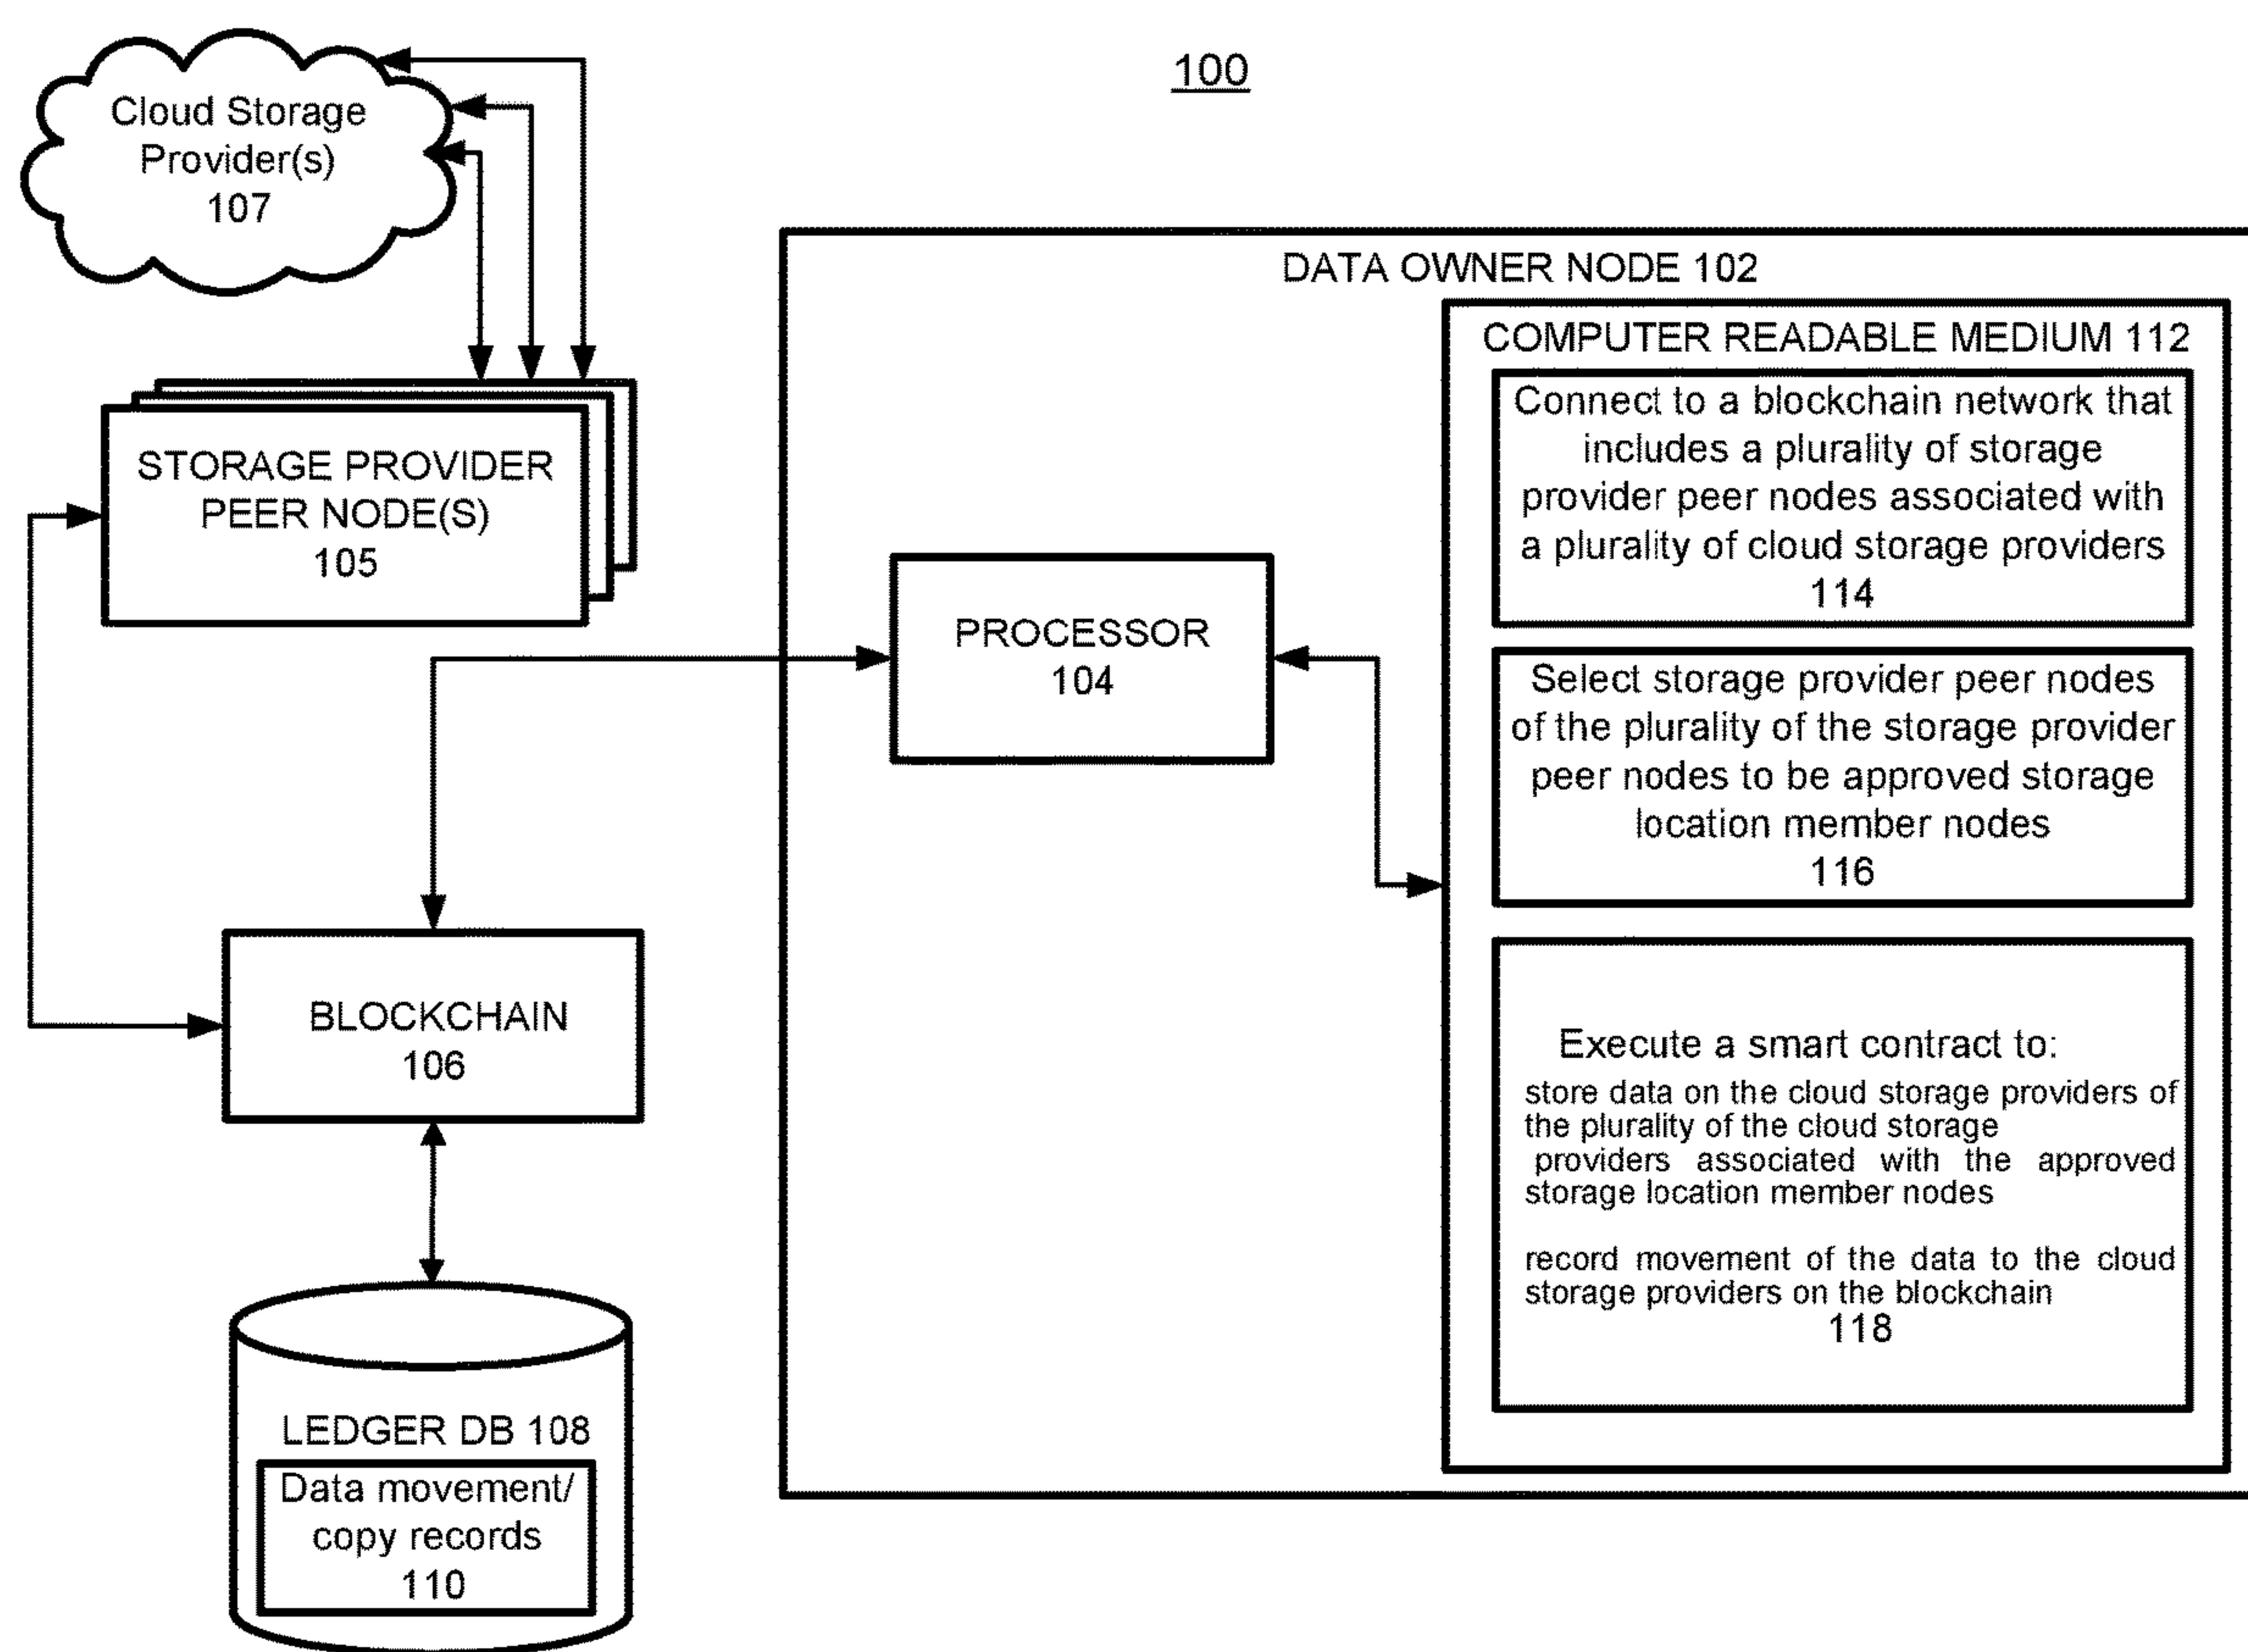 100
Cloud Storage
Provider(s)
107
STORAGE PROVIDER
PEER NODE(S)
105
BLOCKCHAIN
106
LEDGER DB 108
Data movement/
copy records
110
DATA OWNER NODE 102
PROCESSOR
104
COMPUTER READABLE MEDIUM 112
Connect to a blockchain network that
includes a plurality of storage
provider peer nodes associated with
a plurality of cloud storage providers
114
Select storage provider peer nodes
of the plurality of the storage provider
peer nodes to be approved storage
location member nodes
116
Execute a smart contract to:
store data on the cloud storage providers of
the plurality of the cloud storage
providers associated with the approved
storage location member nodes
record movement of the data to the cloud
storage providers on the blockchain
118